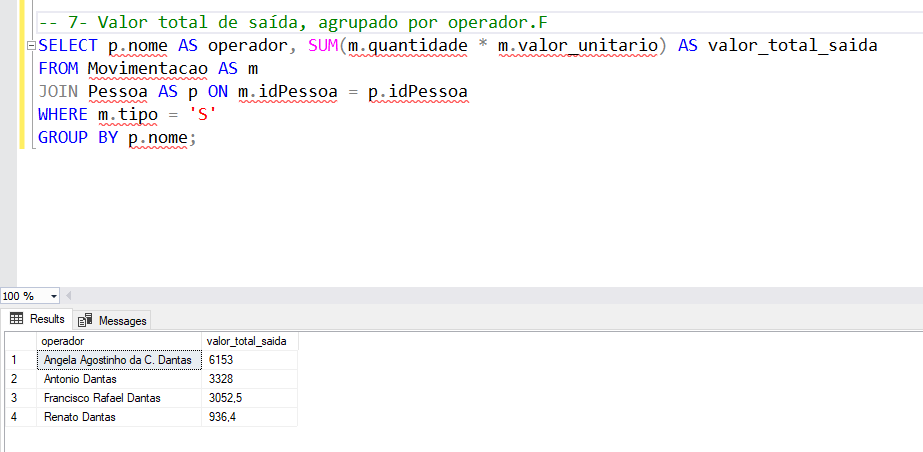 -- 7- Valor total de saída, agrupado por operador.F
SELECT p.nome AS operador, SUM(m.quantidade * m.valor_unitario) AS valor_total_saida
FROM Movimentacao AS m
JOIN Pessoa AS p ON m.idPessoa = p.idPessoa
WHERE m.tipo = 'S'
GROUP BY p.nome;
100 %
Results Messages
operador valor_total_saida
1 Angela Agostinho da C. Dantas 6153
2 Antonio Dantas 3328
3 Francisco Rafael Dantas 3052,5
4 Renato Dantas 936,4